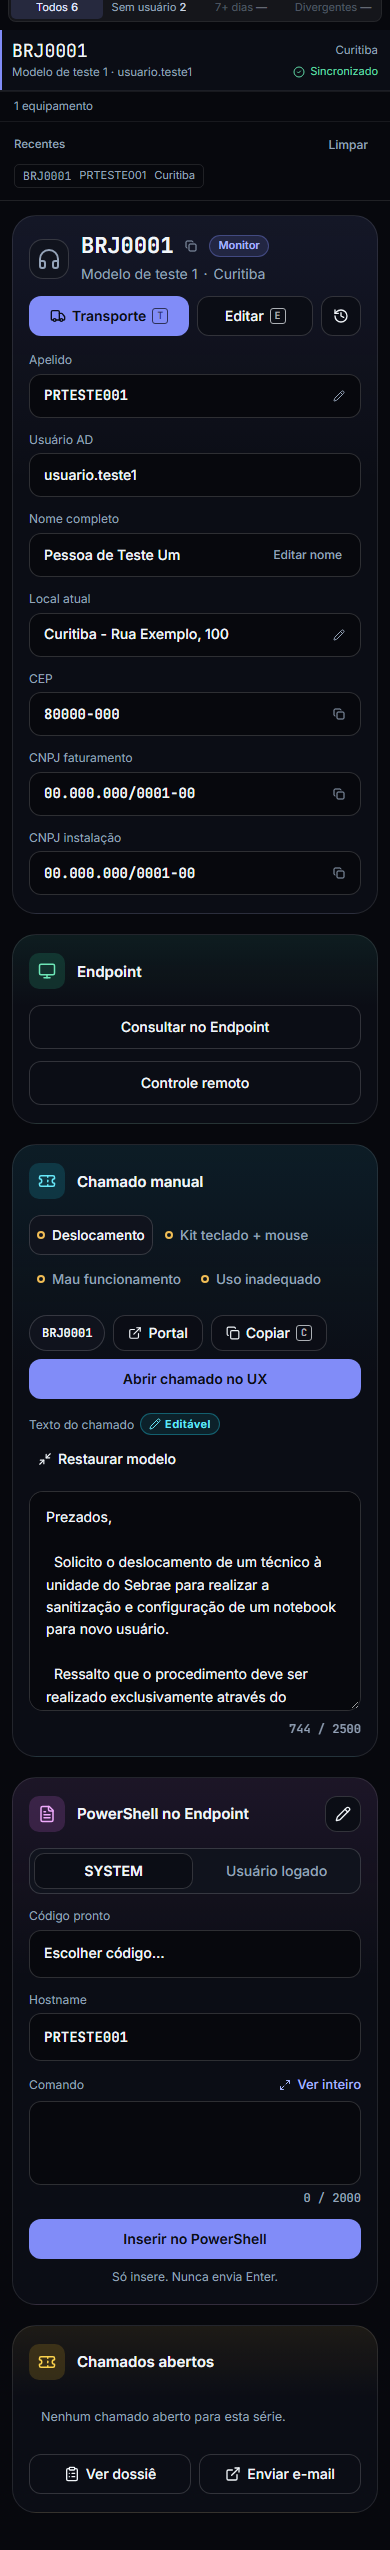 Todos 6 Sem usuário 2 7+ dias — Divergentes —
BRJ0001 Curitiba
Modelo de teste 1 · usuario.teste1 Sincronizado
1 equipamento
Recentes Limpar
BRJ0001 PRTESTE001 Curitiba
BRJ0001 Monitor
Modelo de teste 1 · Curitiba
Transporte T Editar E
Apelido
PRTESTE001
Usuário AD
usuario.teste1
Nome completo
Pessoa de Teste Um Editar nome
Local atual
Curitiba - Rua Exemplo, 100
CEP
80000-000
CNPJ faturamento
00.000.000/0001-00
CNPJ instalação
00.000.000/0001-00
Endpoint
Consultar no Endpoint
Controle remoto
Chamado manual
Deslocamento Kit teclado + mouse
Mau funcionamento Uso inadequado
BRJ0001 Portal Copiar C
Abrir chamado no UX
Texto do chamado Editável
Restaurar modelo
Prezados,
Solicito o deslocamento de um técnico à
unidade do Sebrae para realizar a
sanitização e configuração de um notebook
para novo usuário.
Ressalto que o procedimento deve ser
realizado exclusivamente através do
744 / 2500
PowerShell no Endpoint
SYSTEM Usuário logado
Código pronto
Escolher código...
Hostname
PRTESTE001
Comando Ver inteiro
0 / 2000
Inserir no PowerShell
Só insere. Nunca envia Enter.
Chamados abertos
Nenhum chamado aberto para esta série.
Ver dossiê Enviar e-mail